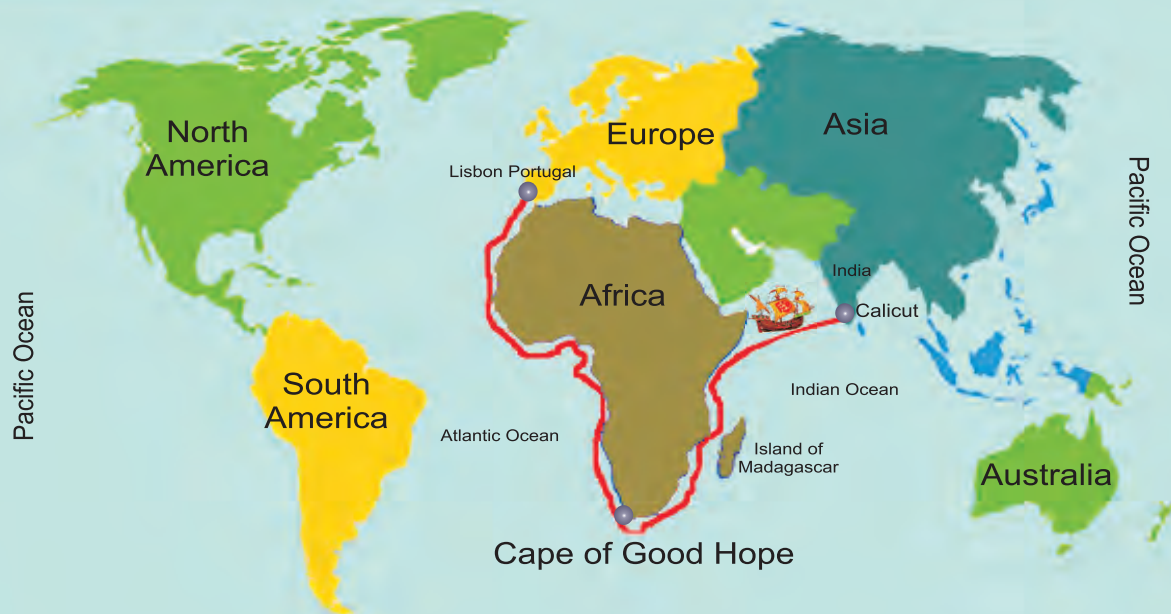 North
America
Europe
Asia
Lisbon Portugal
Pacific Ocean
India
Africa
Calicut
Pacific Ocean
South
America
Indian Ocean
Atlantic Ocean
Island of
Madagascar
Australia
Cape of Good Hope